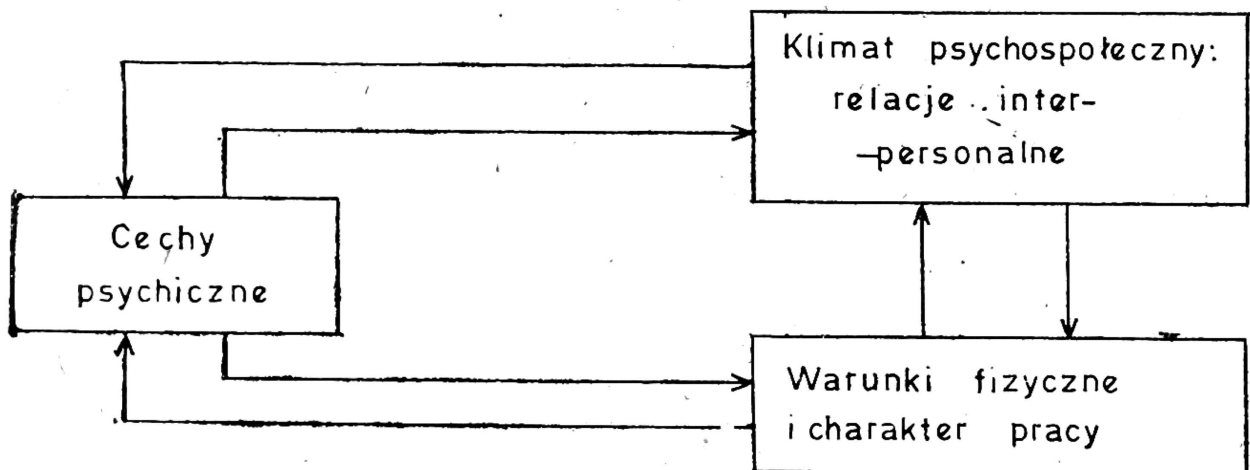 Klimat psychospołeczny:
relacje inter-
-personalne
Cechy
psychiczne
Warunki fizyczne
i charakter pracy